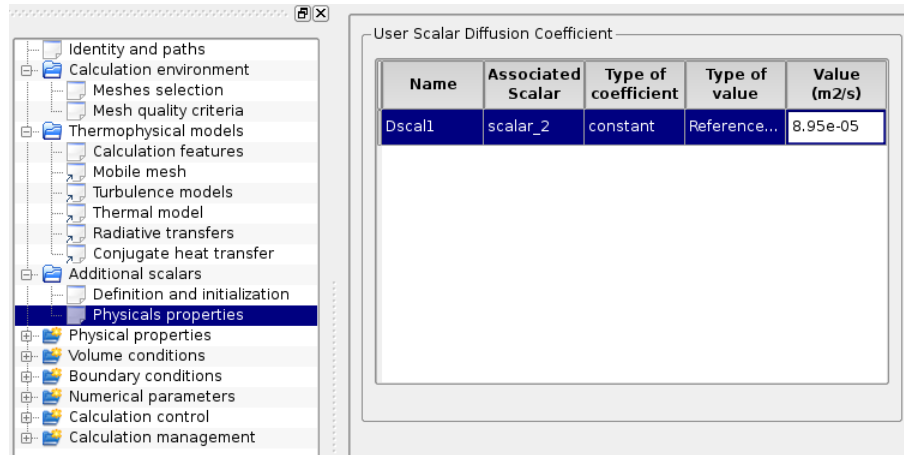 Identity and paths
Calculation environment
Meshes selection
Mesh quality criteria
Thermophysical models
Calculation features
Mobile mesh
Turbulence models
Thermal model
Radiative transfers
Conjugate heat transfer
Additional scalars
Definition and initialization
Physicals properties
Physical properties
Volume conditions
Boundary conditions
Numerical parameters
Calculation control
Calculation management
User Scalar Diffusion Coefficient
Name Associated Scalar Type of coefficient Type of value Value (m2/s)
Dscal1 scalar_2 constant Reference... 8.95e-05